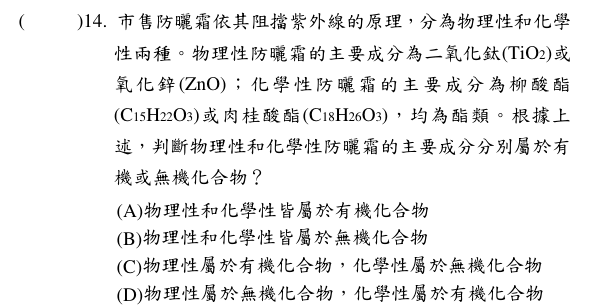 (　　)14. 市售防曬霜依其阻擋紫外線的原理，分為物理性和化學
性兩種。物理性防曬霜的主要成分為二氧化鈦(TiO2)或
氧化鋅(ZnO)；化學性防曬霜的主要成分為柳酸酯
(C15H22O3)或肉桂酸酯(C18H26O3)，均為酯類。根據上
述，判斷物理性和化學性防曬霜的主要成分分別屬於有
機或無機化合物？
(A)物理性和化學性皆屬於有機化合物
(B)物理性和化學性皆屬於無機化合物
(C)物理性屬於有機化合物，化學性屬於無機化合物
(D)物理性屬於無機化合物，化學性屬於有機化合物